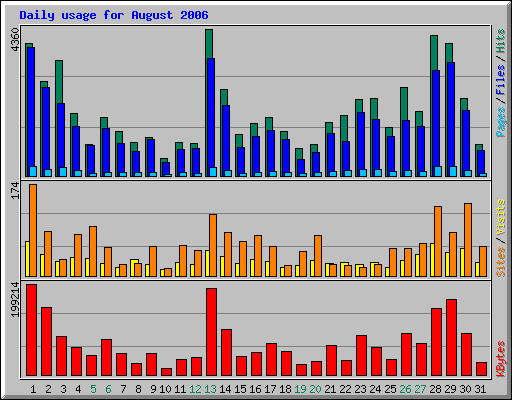 Daily usage for August 2006
4360
Pages / Files / Hits
174
Sites / Visits
199214
KBytes
1 2 3 4 5 6 7 8 9 10 11 12 13 14 15 16 17 18 19 20 21 22 23 24 25 26 27 28 29 30 31